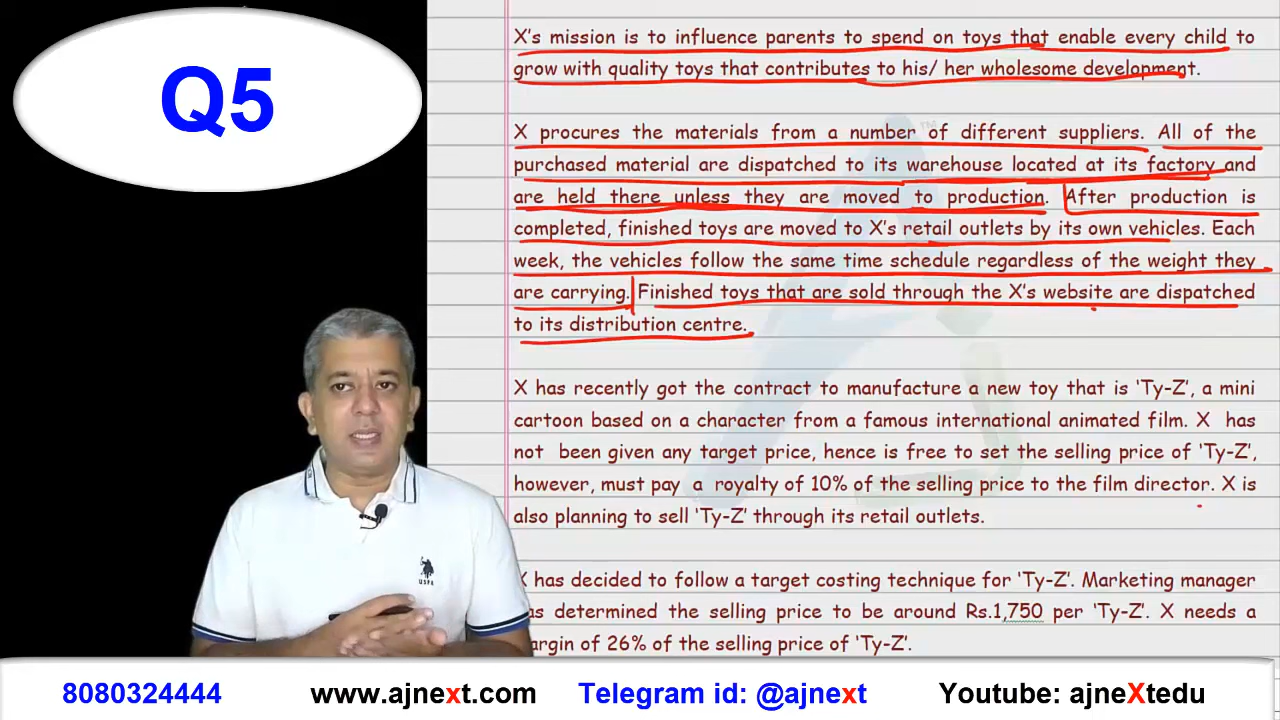 Q5
X's mission is to influence parents to spend on toys that enable every child to
grow with quality toys that contributes to his/ her wholesome development.
X procures the materials from a number of different suppliers. All of the
purchased material are dispatched to its warehouse located at its factory and
are held there unless they are moved to production. After production is
completed, finished toys are moved to X's retail outlets by its own vehicles. Each
week, the vehicles follow the same time schedule regardless of the weight they
are carrying. Finished toys that are sold through the X's website are dispatched
to its distribution centre.
X has recently got the contract to manufacture a new toy that is 'Ty-Z', a mini
cartoon based on a character from a famous international animated film. X has
not been given any target price, hence is free to set the selling price of 'Ty-Z',
however, must pay a royalty of 10% of the selling price to the film director. X is
also planning to sell 'Ty-Z' through its retail outlets.
has decided to follow a target costing technique for 'Ty-Z'. Marketing manager
determined the selling price to be around Rs.1,750 per 'Ty-Z'. X needs a
of 26% of the selling price of 'Ty-Z'.
USPA
8080324444 www.ajnext.com Telegram id: @ajnext Youtube: ajneXtedu